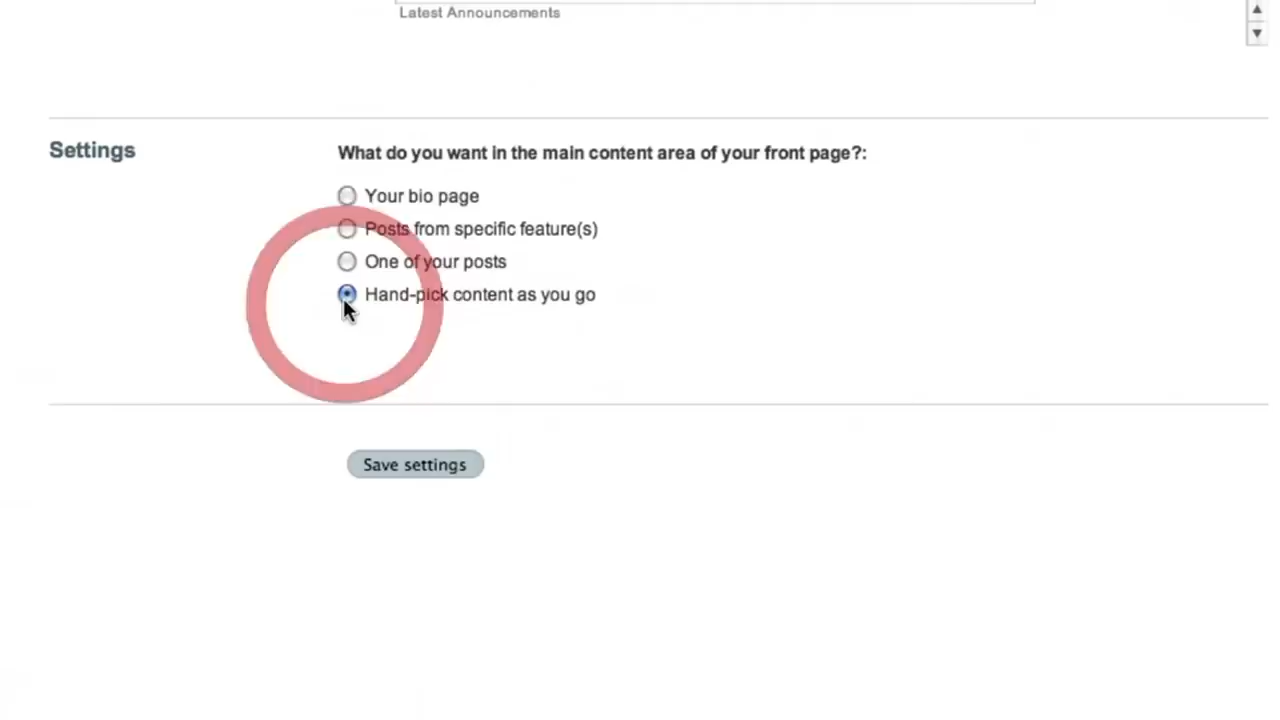 Latest Announcements
Settings
What do you want in the main content area of your front page?:
Your bio page
Posts from specific feature(s)
One of your posts
Hand-pick content as you go
Save settings